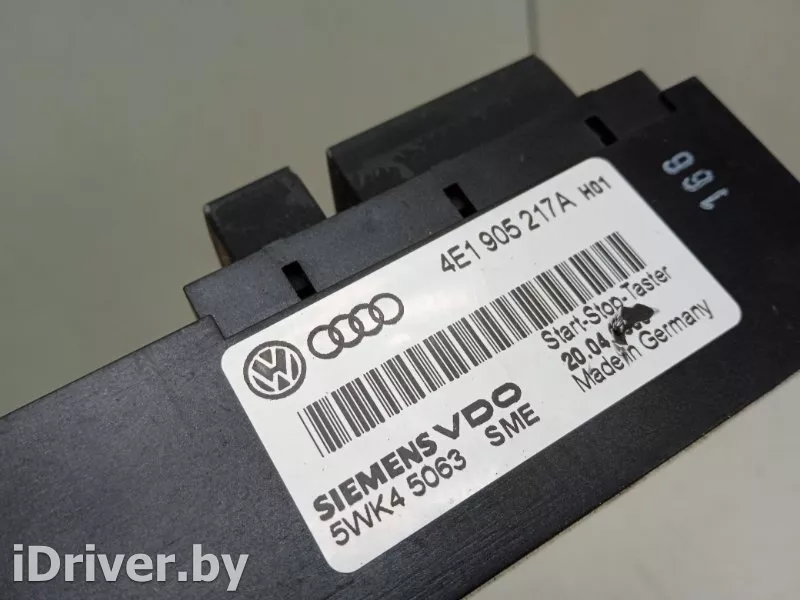 168
4E1 905 217A H01
Start-Stop-Taster
20.04.
Made in Germany
SIEMENS VDO
5WK4 5063 SME
iDriver.by